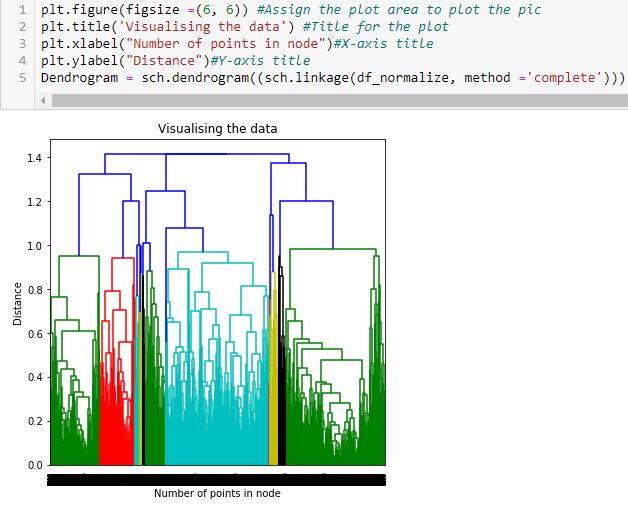 1 plt.figure(figsize =(6, 6)) #Assign the plot area to plot the pic
2 plt.title('Visualising the data') #Title for the plot
3 plt.xlabel("Number of points in node")#X-axis title
4 plt.ylabel("Distance")#Y-axis title
5 Dendrogram = sch.dendrogram((sch.linkage(df_normalize, method ='complete')))
Visualising the data
1.4
1.2
1.0
0.8
0.6
0.4
0.2
0.0
Distance
Number of points in node